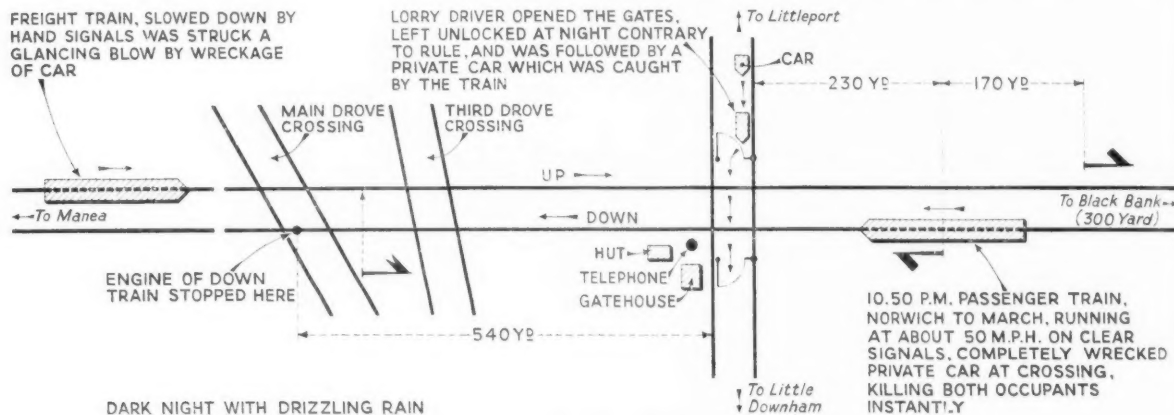 FREIGHT TRAIN, SLOWED DOWN BY
HAND SIGNALS WAS STRUCK A
GLANCING BLOW BY WRECKAGE
OF CAR
LORRY DRIVER OPENED THE GATES,
LEFT UNLOCKED AT NIGHT CONTRARY
TO RULE, AND WAS FOLLOWED BY A
PRIVATE CAR WHICH WAS CAUGHT
BY THE TRAIN
To Littleport
CAR
230 YD
170 YD
MAIN DROVE
CROSSING
THIRD DROVE
CROSSING
UP
To Manea
DOWN
To Black Bank
(300 Yard)
HUT
TELEPHONE
GATEHOUSE
ENGINE OF DOWN
TRAIN STOPPED HERE
540 YD
10.50 P.M. PASSENGER TRAIN,
NORWICH TO MARCH, RUNNING
AT ABOUT 50 M.P.H. ON CLEAR
SIGNALS, COMPLETELY WRECKED
PRIVATE CAR AT CROSSING,
KILLING BOTH OCCUPANTS
INSTANTLY
To Little
Downham
DARK NIGHT WITH DRIZZLING RAIN